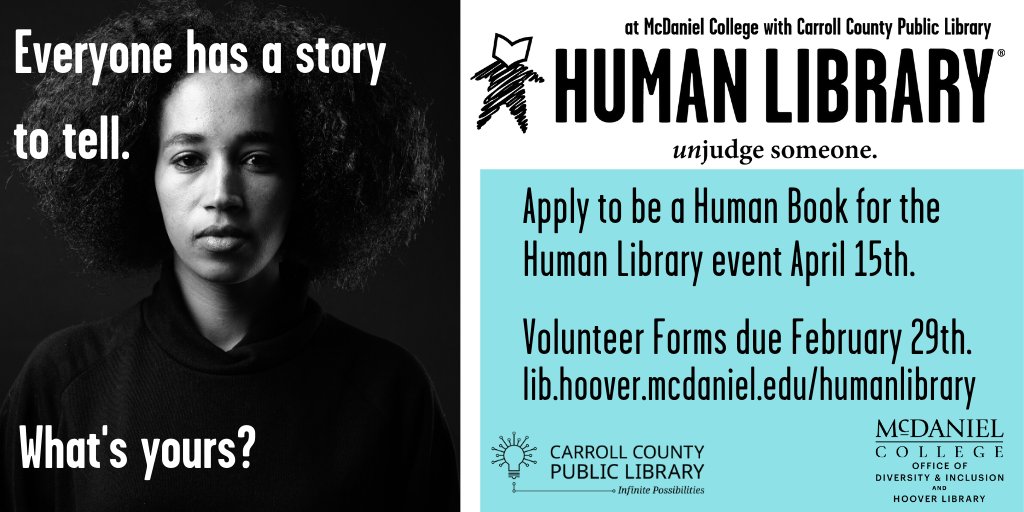 Everyone has a story
to tell.
What's yours?
at McDaniel College with Carroll County Public Library
HUMAN LIBRARY®
unjudge someone.
Apply to be a Human Book for the
Human Library event April 15th.
Volunteer Forms due February 29th.
lib.hoover.mcdaniel.edu/humanlibrary
CARROLL COUNTY
PUBLIC LIBRARY
Infinite Possibilities
McDANIEL
COLLEGE
OFFICE OF
DIVERSITY & INCLUSION
AND
HOOVER LIBRARY